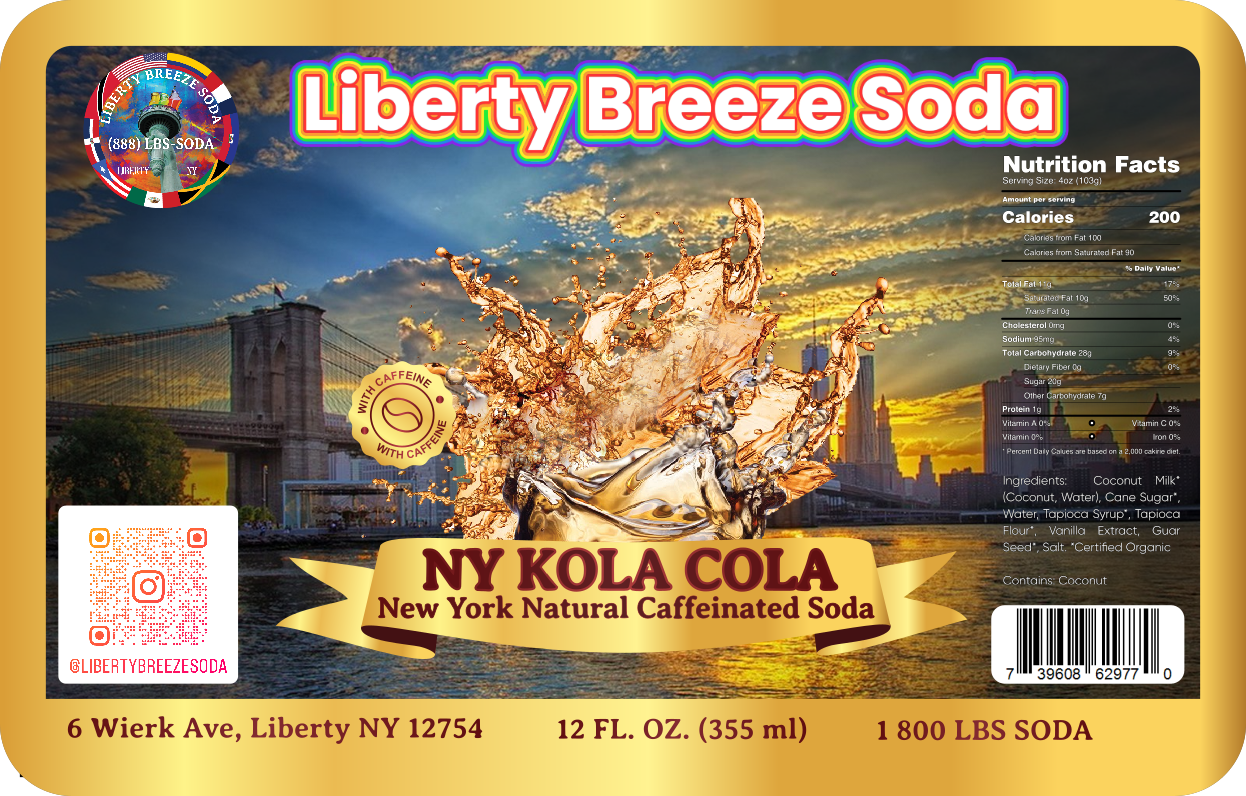 LIBERTY BREEZE SODA
(888) LBS-SODA
LIBERTY NY
Liberty Breeze Soda
Nutrition Facts
Serving Size: 4oz (103g)
Amount per serving
Calories 200
Calories from Fat 100
Calories from Saturated Fat 90
% Daily Value*
Total Fat 11g 17%
Saturated Fat 10g 50%
Trans Fat 0g
Cholesterol 0mg 0%
Sodium 95mg 4%
Total Carbohydrate 28g 9%
Dietary Fiber 0g 0%
Sugar 20g
Other Carbohydrate 7g
Protein 1g 2%
Vitamin A 0% Vitamin C 0%
Vitamin 0% Iron 0%
* Percent Daily Calues are based on a 2,000 cakirie diet.
Ingredients: Coconut Milk*
(Coconut, Water), Cane Sugar*,
Water, Tapioca Syrup*, Tapioca
Flour*, Vanilla Extract, Guar
Seed*, Salt. *Certified Organic
Contains: Coconut
WITH CAFFEINE
WITH CAFFEINE
NY KOLA COLA
New York Natural Caffeinated Soda
@LIBERTYBREEZESODA
7 39608 62977 0
6 Wierk Ave, Liberty NY 12754
12 FL. OZ. (355 ml)
1 800 LBS SODA